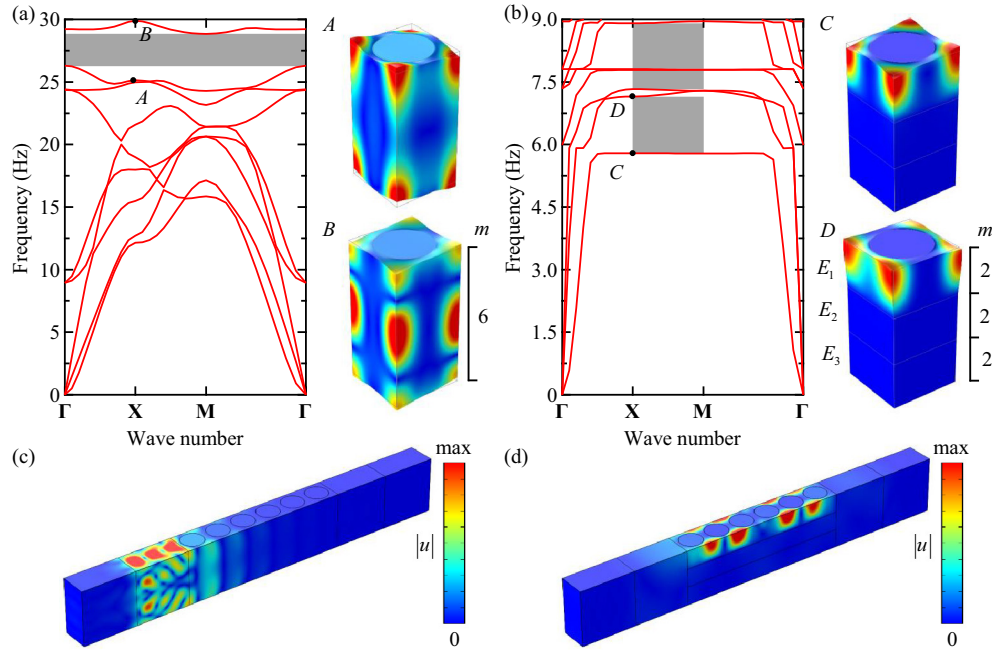 (a)
30
25
20
15
10
5
0
Frequency (Hz)
B
A
Γ
X
M
Γ
Wave number
A
B
m
6
(b)
9.0
7.5
6.0
4.5
3.0
1.5
0
Frequency (Hz)
D
C
Γ
X
M
Γ
Wave number
C
D
m
E1
2
E2
2
E3
2
(c)
max
|u|
0
(d)
max
|u|
0